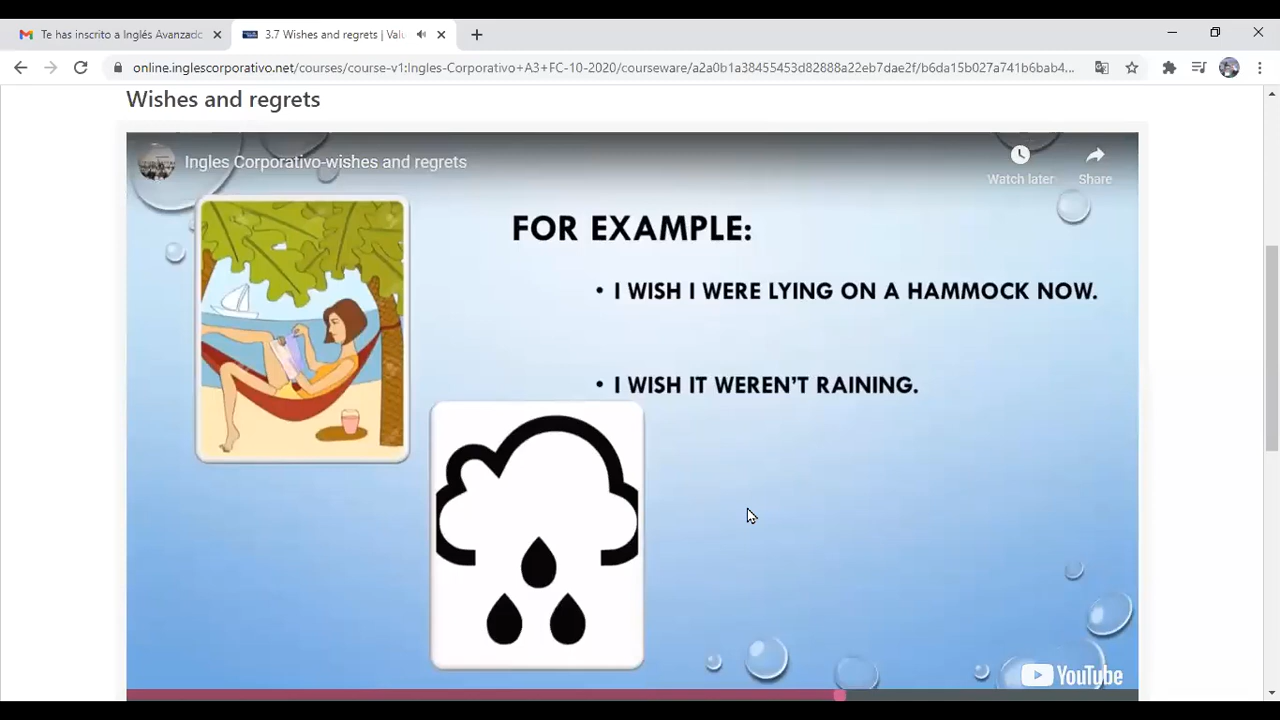 Te has inscrito a Inglés Avanzado
3.7 Wishes and regrets | Valu
online.inglescorporativo.net/courses/course-v1:Ingles-Corporativo+A3+FC-10-2020/courseware/a2a0b1a38455453d82888a22eb7dae2f/b6da15b027a741b6bab4...
Wishes and regrets
Ingles Corporativo-wishes and regrets
Watch later
Share
FOR EXAMPLE:
• I WISH I WERE LYING ON A HAMMOCK NOW.
• I WISH IT WEREN'T RAINING.
YouTube